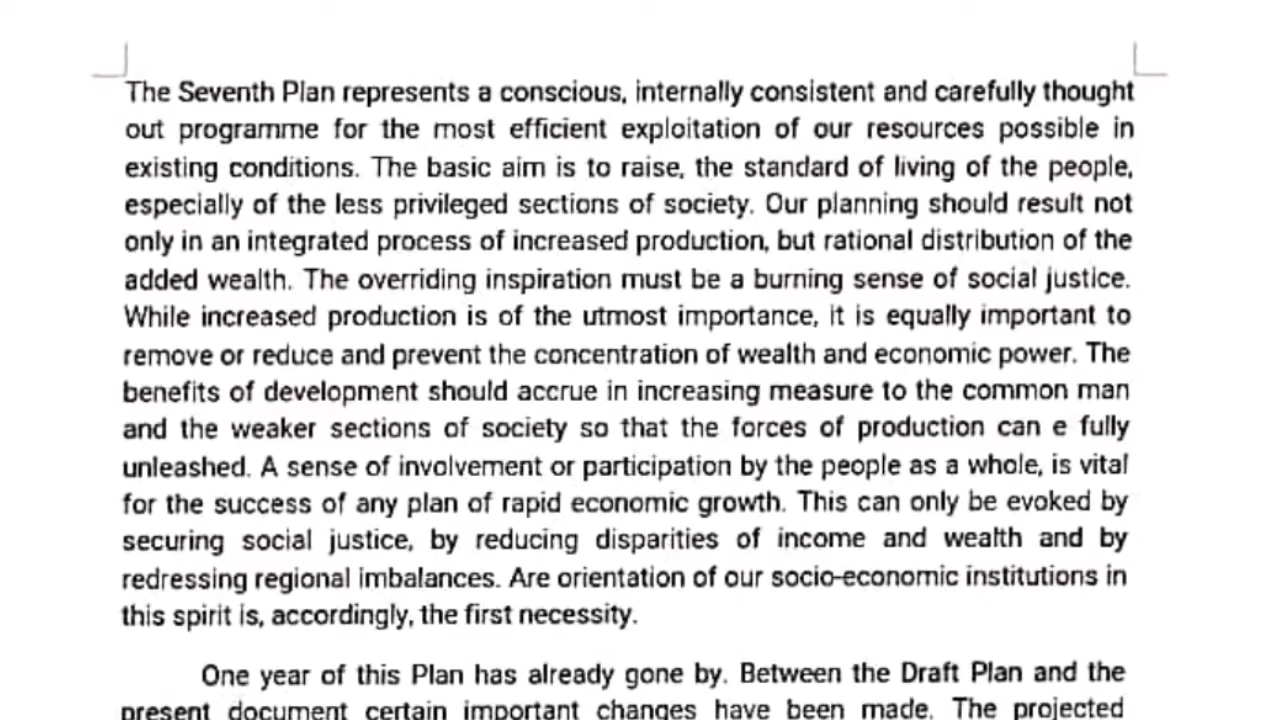 The Seventh Plan represents a conscious, internally consistent and carefully thought
out programme for the most efficient exploitation of our resources possible in
existing conditions. The basic aim is to raise, the standard of living of the people,
especially of the less privileged sections of society. Our planning should result not
only in an integrated process of increased production, but rational distribution of the
added wealth. The overriding inspiration must be a burning sense of social justice.
While increased production is of the utmost importance, it is equally important to
remove or reduce and prevent the concentration of wealth and economic power. The
benefits of development should accrue in increasing measure to the common man
and the weaker sections of society so that the forces of production can e fully
unleashed. A sense of involvement or participation by the people as a whole, is vital
for the success of any plan of rapid economic growth. This can only be evoked by
securing social justice, by reducing disparities of income and wealth and by
redressing regional imbalances. Are orientation of our socio-economic institutions in
this spirit is, accordingly, the first necessity.
One year of this Plan has already gone by. Between the Draft Plan and the
present document certain important changes have been made. The projected